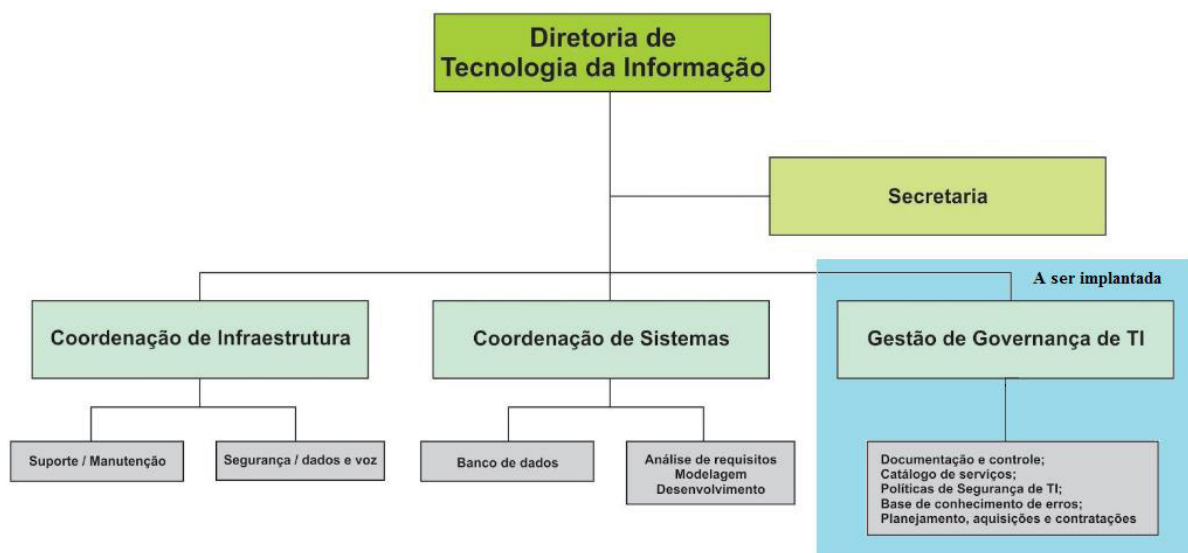 Diretoria de
Tecnologia da Informação
Secretaria
A ser implantada
Coordenação de Infraestrutura
Coordenação de Sistemas
Gestão de Governança de TI
Suporte / Manutenção
Segurança / dados e voz
Banco de dados
Análise de requisitos
Modelagem
Desenvolvimento
Documentação e controle;
Catálogo de serviços;
Políticas de Segurança de TI;
Base de conhecimento de erros;
Planejamento, aquisições e contratações